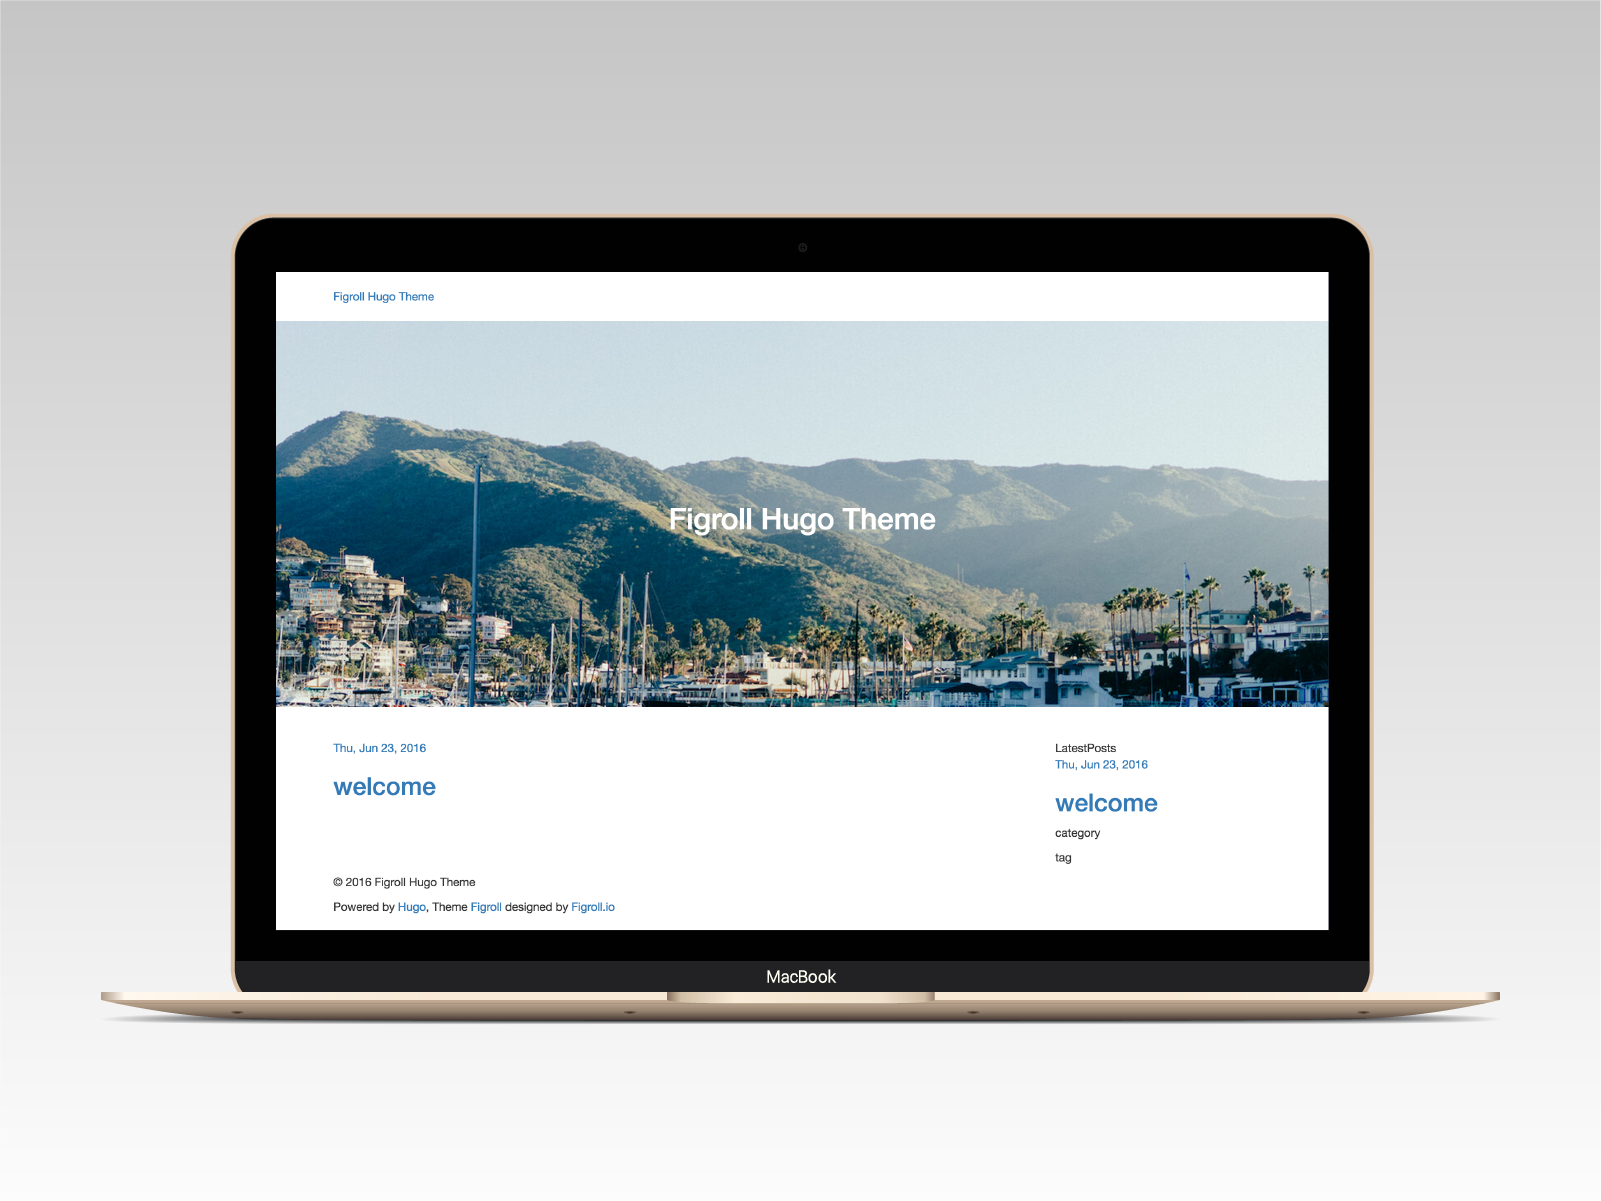 Figroll Hugo Theme
Figroll Hugo Theme
Thu, Jun 23, 2016
welcome
LatestPosts
Thu, Jun 23, 2016
welcome
category
tag
© 2016 Figroll Hugo Theme
Powered by Hugo, Theme Figroll designed by Figroll.io
MacBook